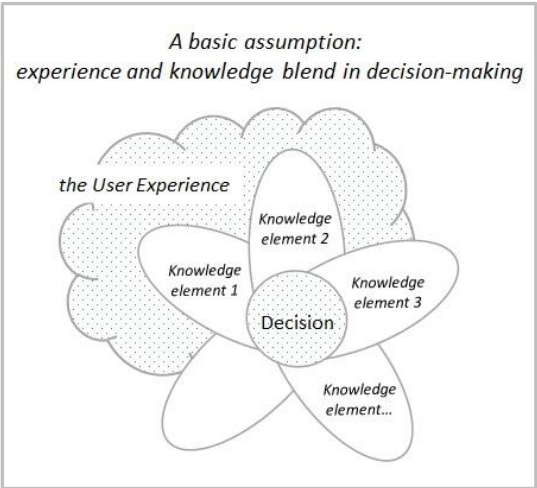 A basic assumption:
experience and knowledge blend in decision-making
the User Experience
Knowledge
element 2
Knowledge
element 1
Knowledge
element 3
Decision
Knowledge
element...